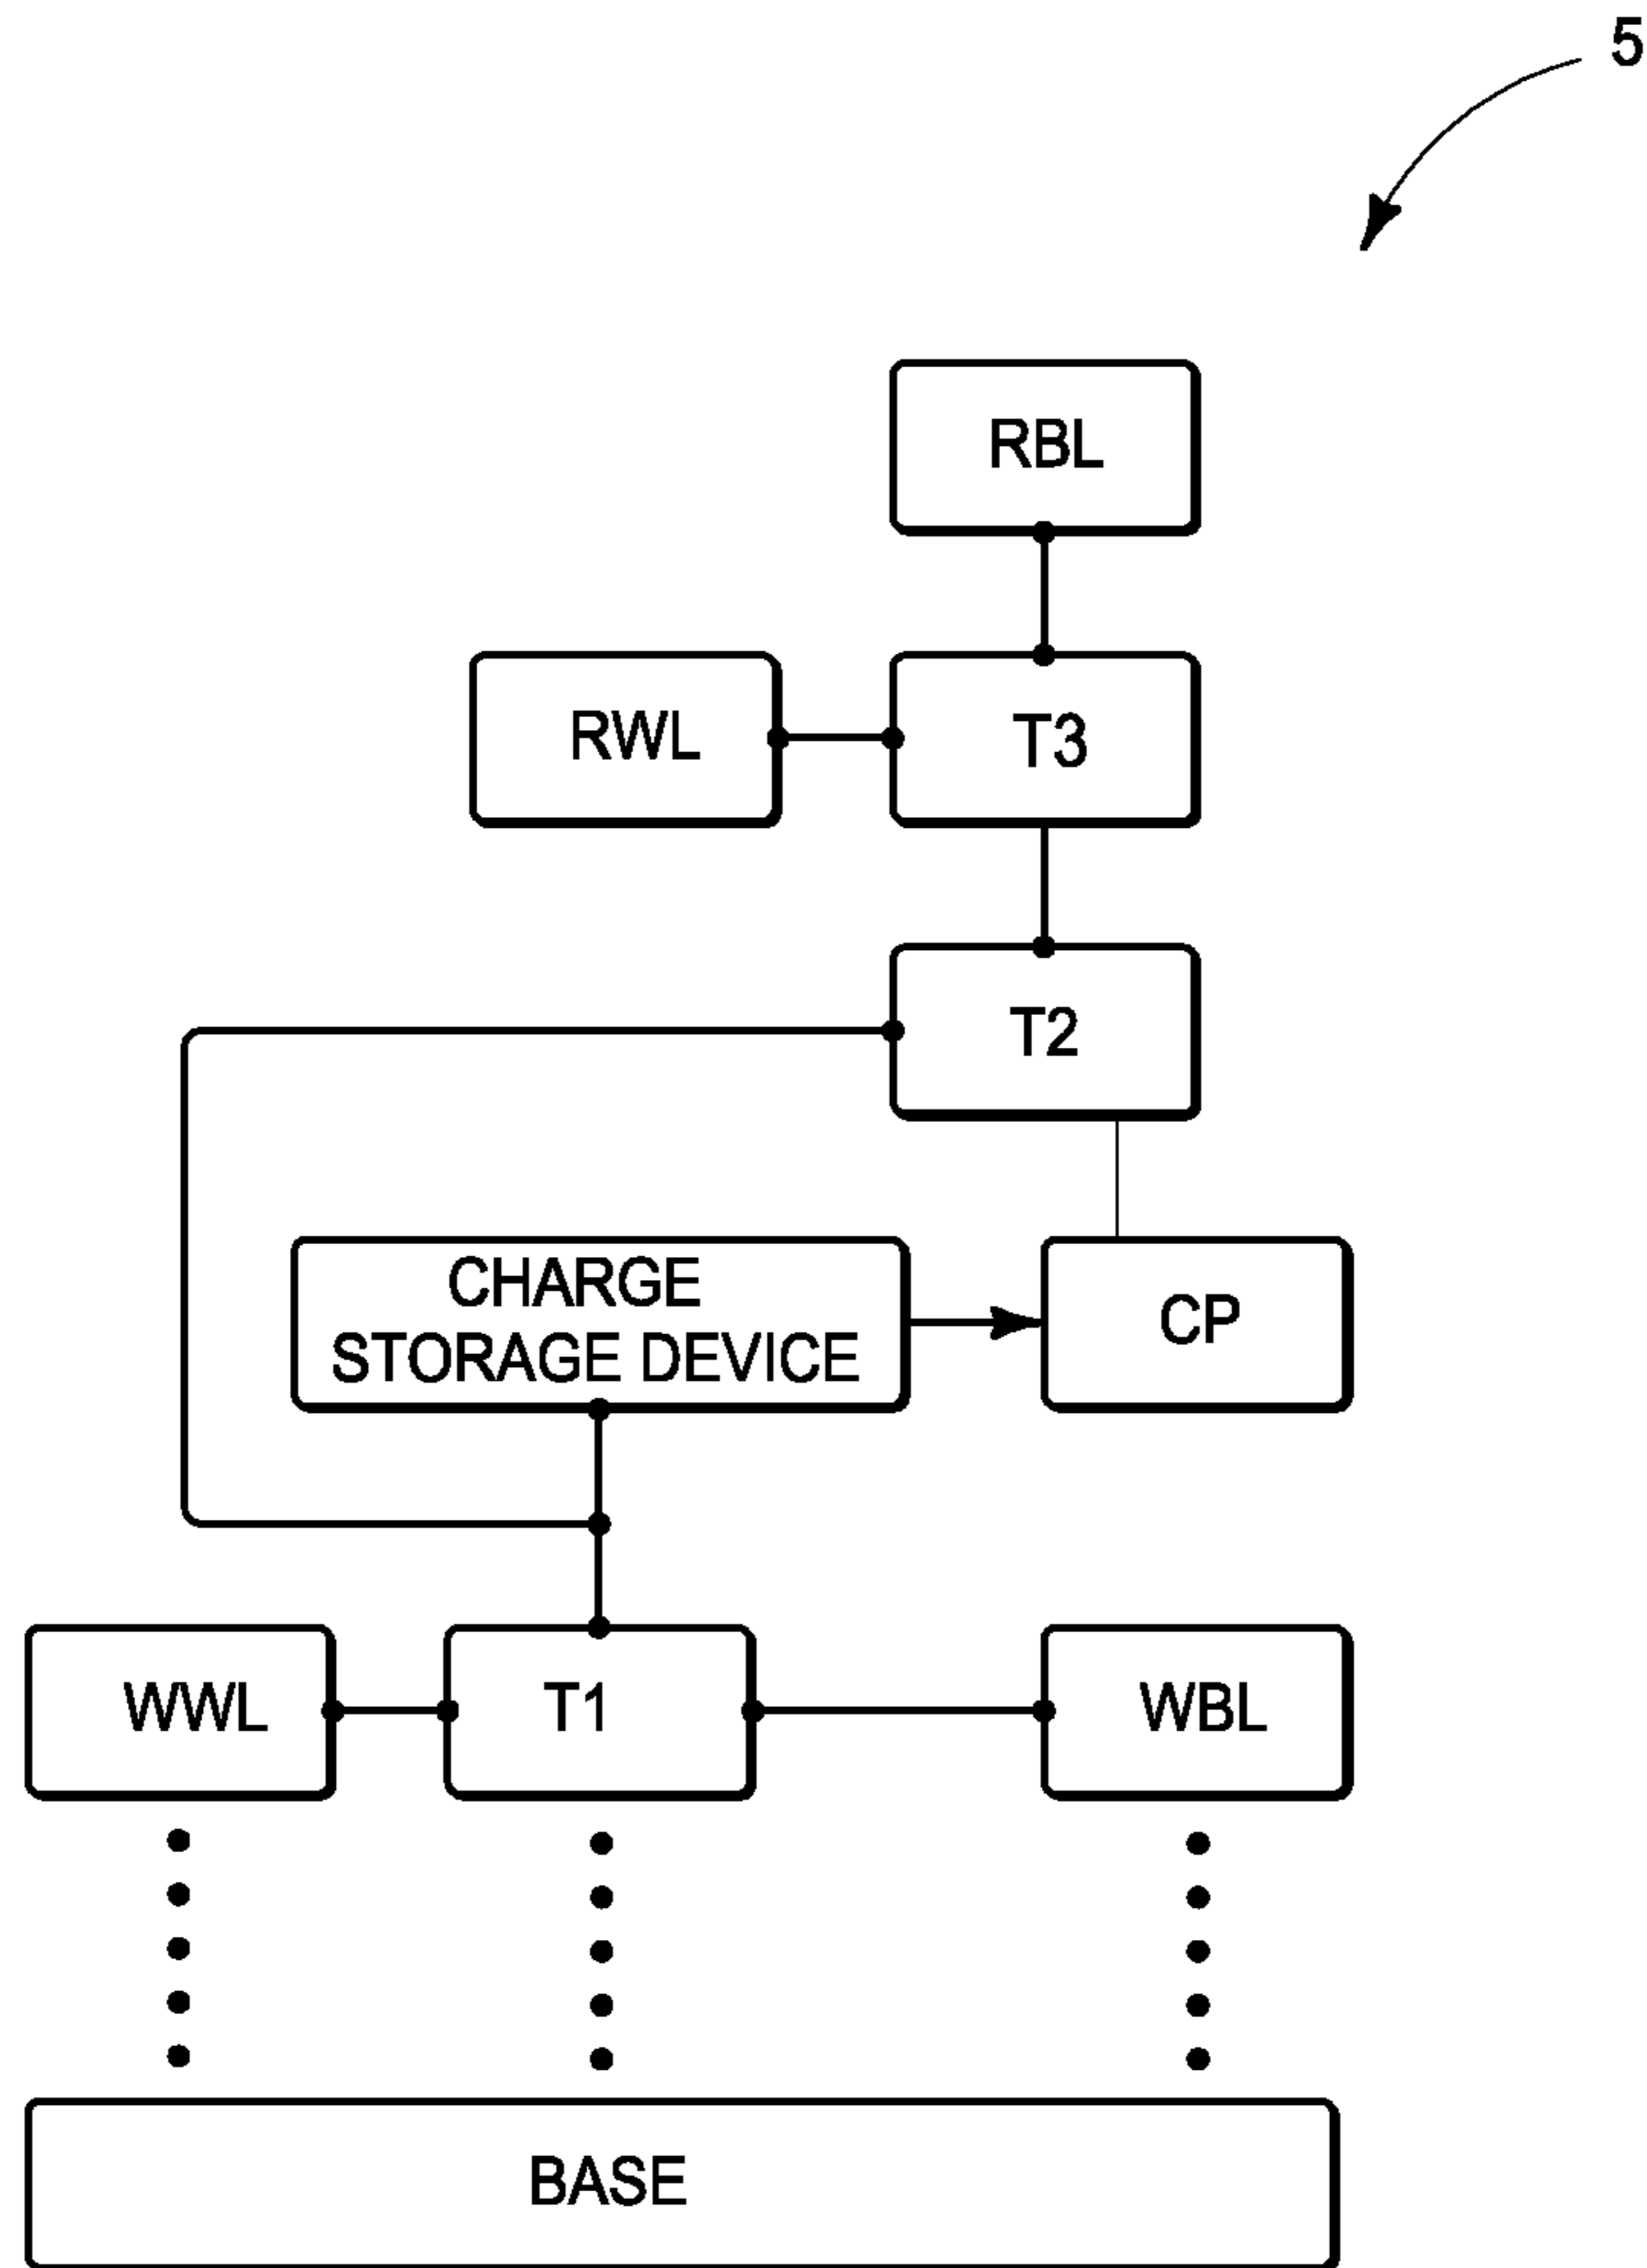 5
RBL
RWL
T3
T2
CHARGE
STORAGE DEVICE
CP
WWL
T1
WBL
BASE